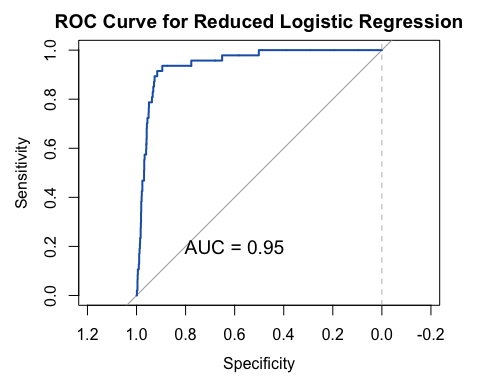 ROC Curve for Reduced Logistic Regression
Sensitivity
1.0
0.8
0.6
0.4
0.2
0.0
AUC = 0.95
1.2 1.0 0.8 0.6 0.4 0.2 0.0 -0.2
Specificity